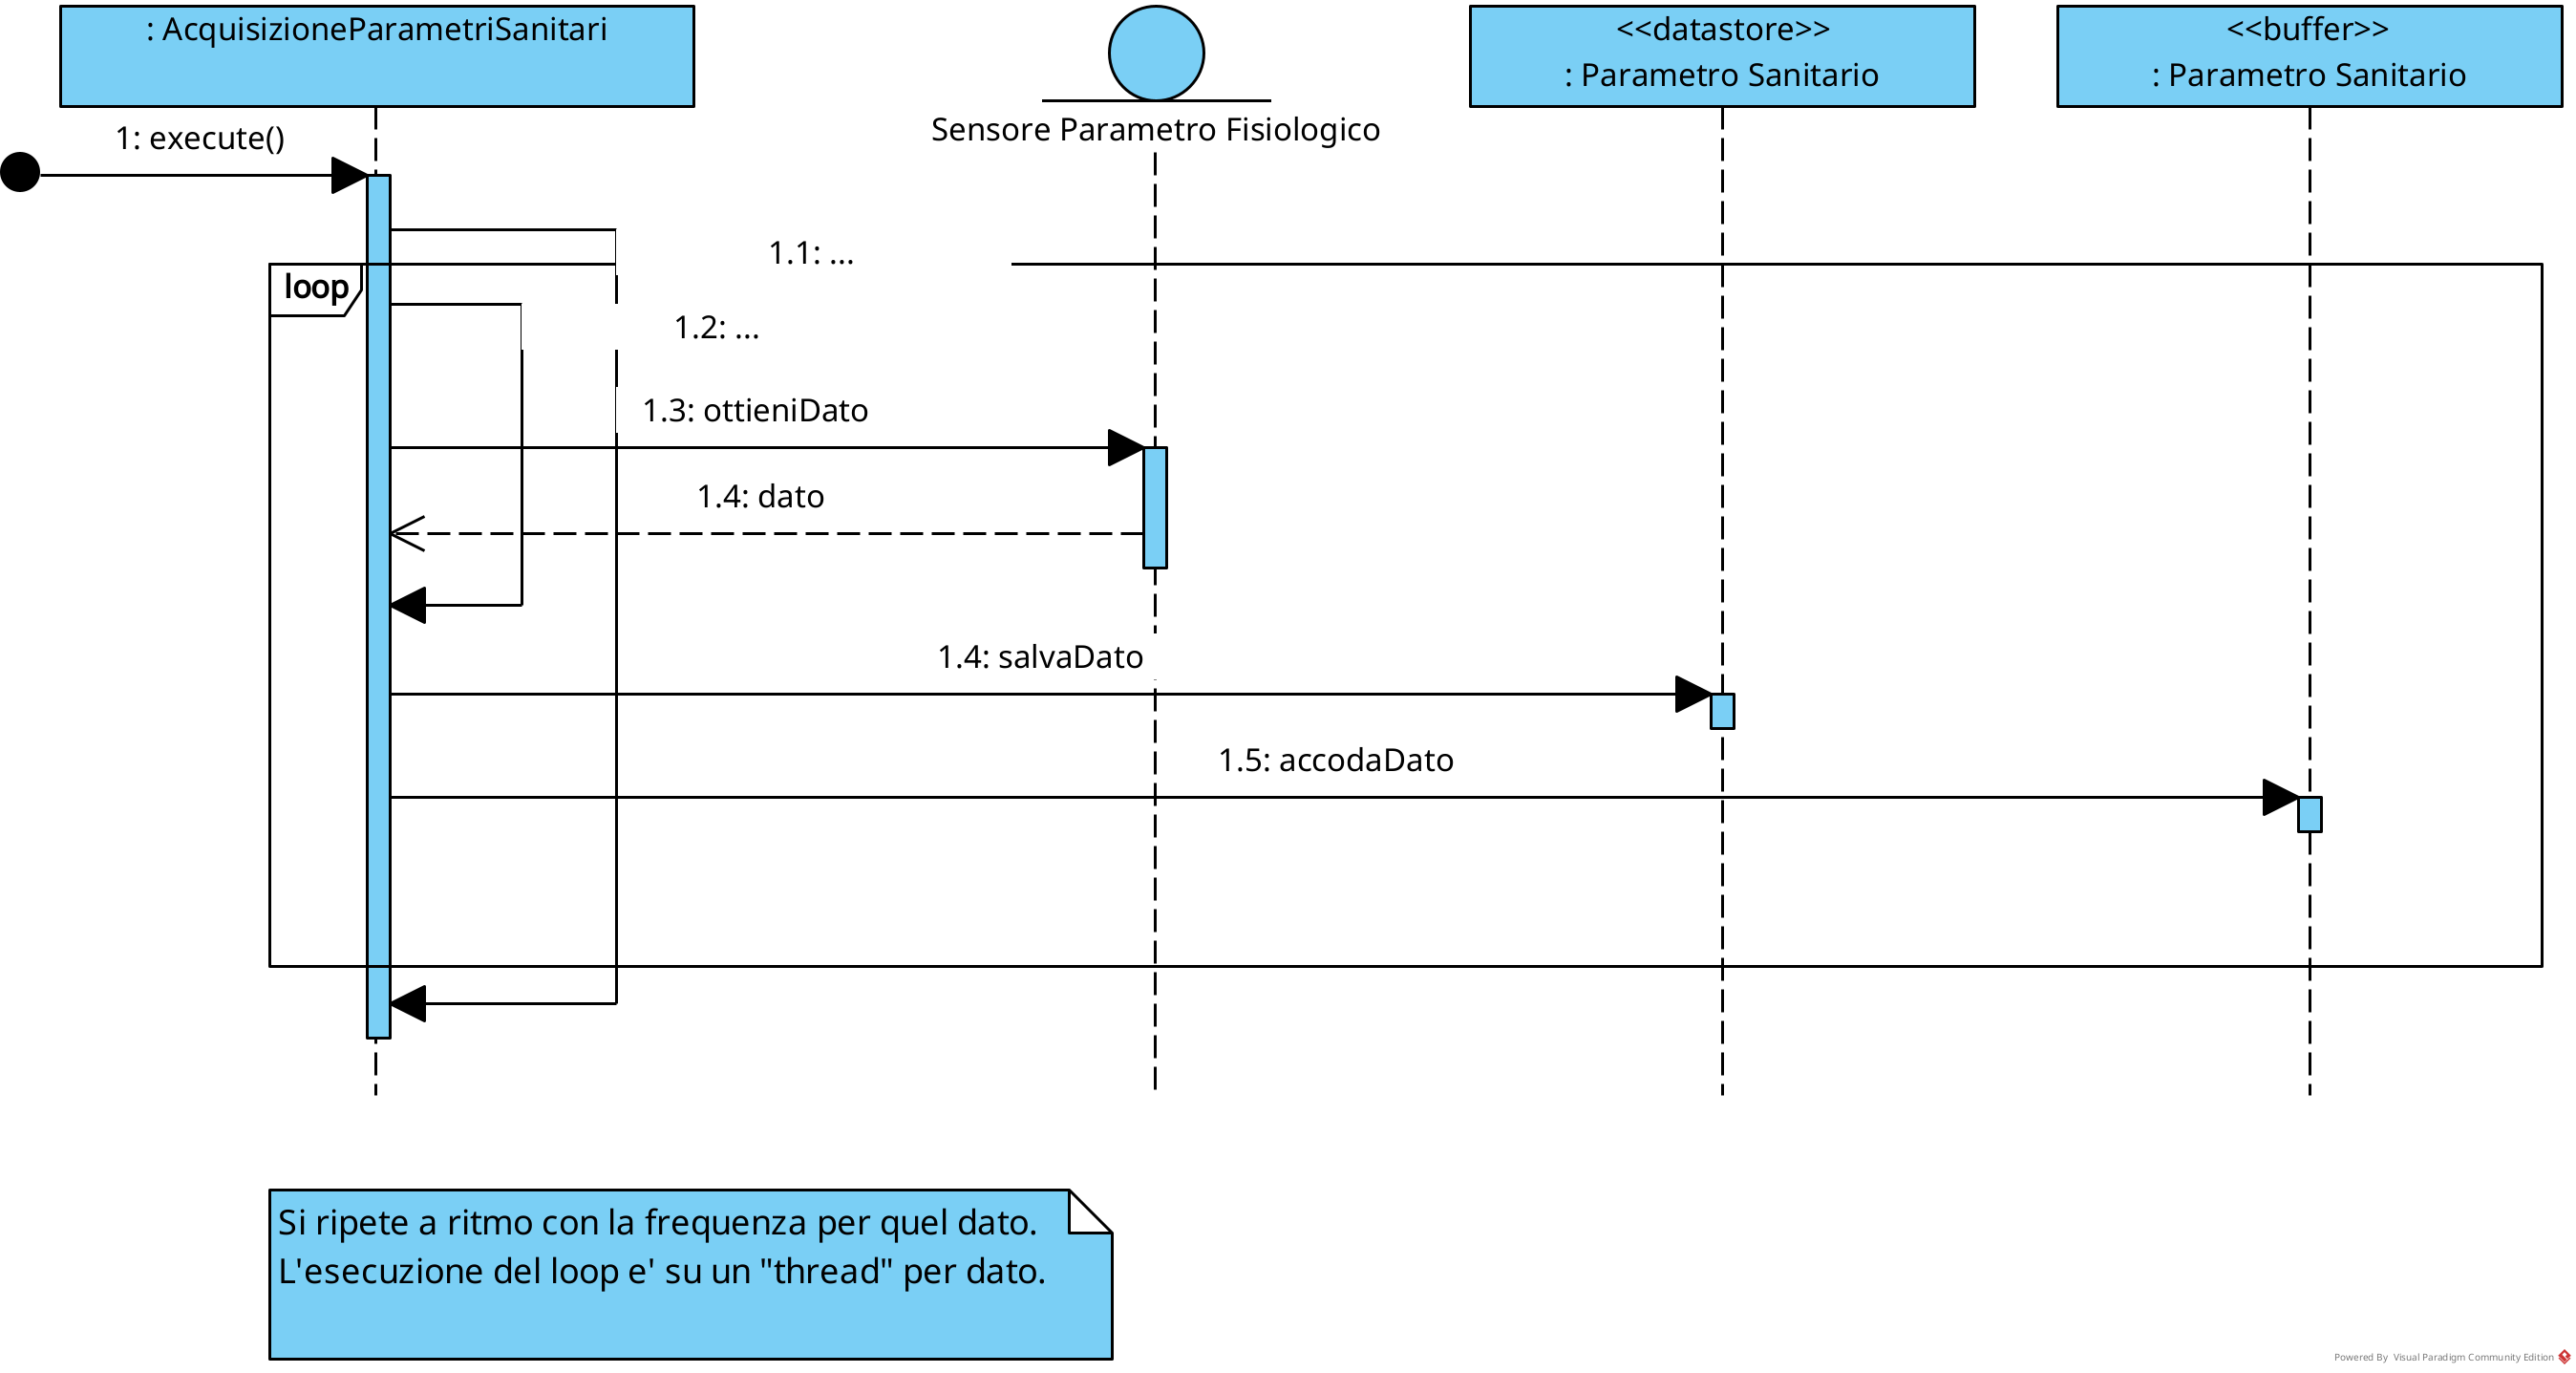 : AcquisizioneParametriSanitari
<<datastore>>
: Parametro Sanitario
<<buffer>>
: Parametro Sanitario
Sensore Parametro Fisiologico
1: execute()
1.1: ...
loop
1.2: ...
1.3: ottieniDato
1.4: dato
1.4: salvaDato
1.5: accodaDato
Si ripete a ritmo con la frequenza per quel dato.
L'esecuzione del loop e' su un "thread" per dato.
Powered By Visual Paradigm Community Edition